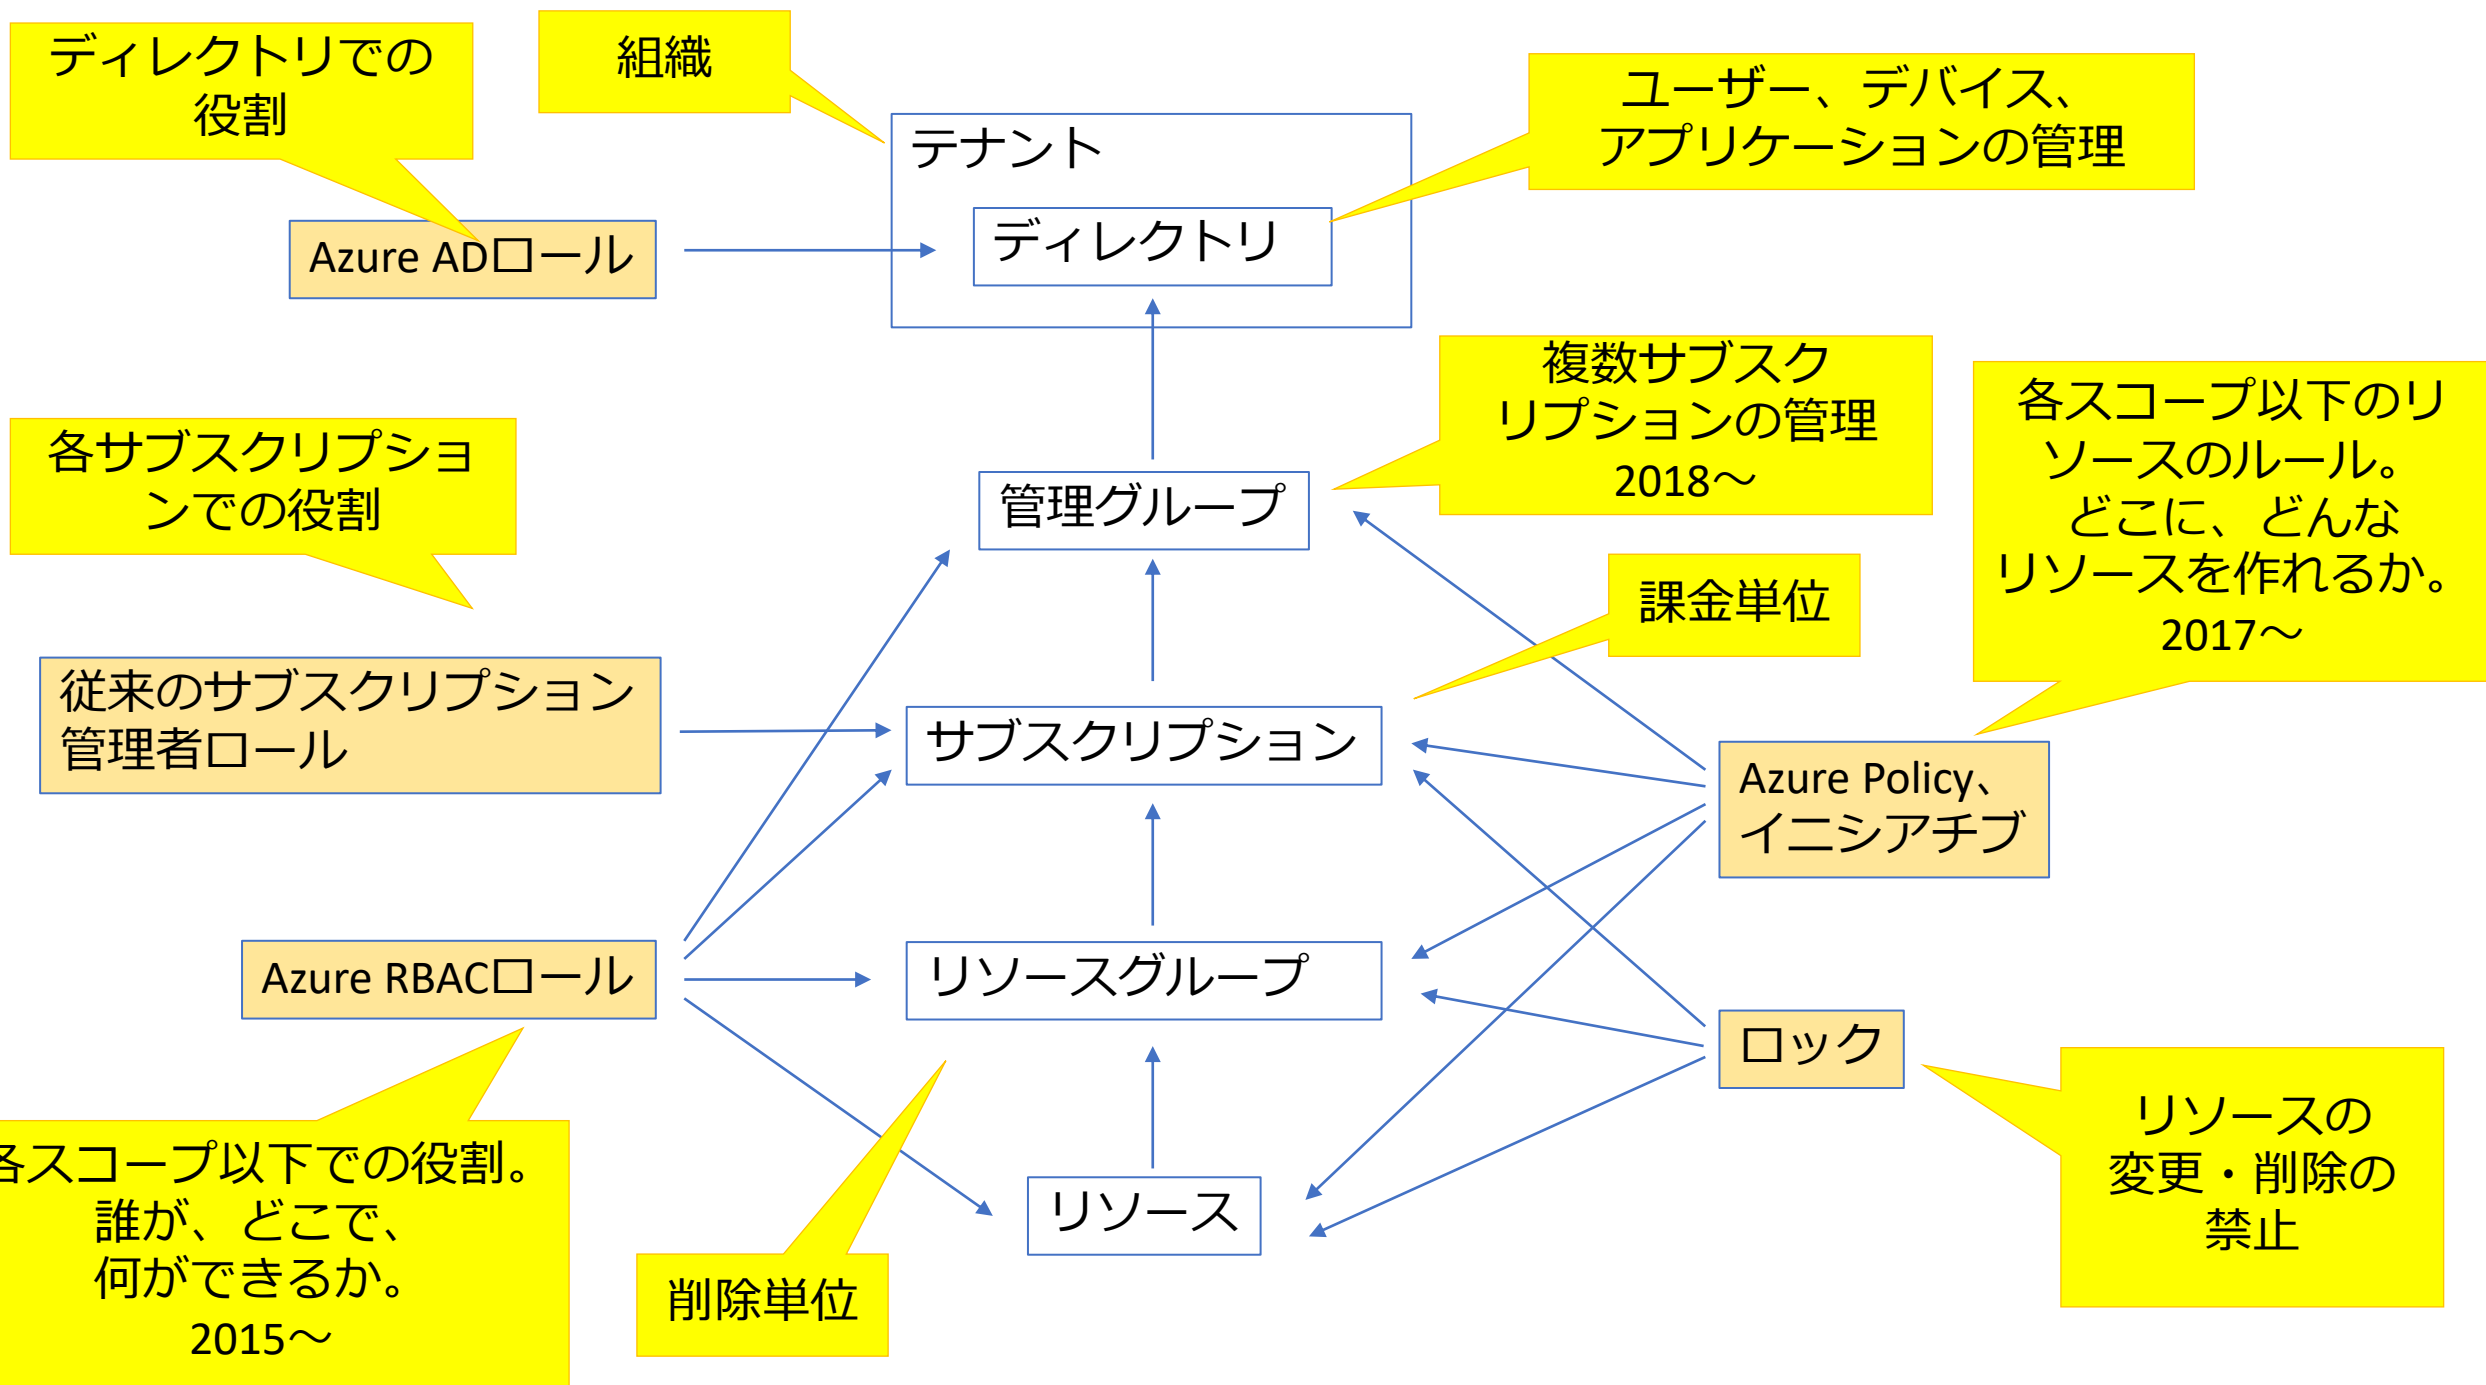 ディレクトリでの
役割
組織
ユーザー、デバイス、
アプリケーションの管理
テナント
ディレクトリ
Azure ADロール
複数サブスク
リプションの管理
2018～
各スコープ以下のリ
ソースのルール。
どこに、どんな
リソースを作れるか。
2017～
各サブスクリプショ
ンでの役割
管理グループ
課金単位
従来のサブスクリプション
管理者ロール
サブスクリプション
Azure Policy、
イニシアチブ
Azure RBACロール
リソースグループ
ロック
各スコープ以下での役割。
誰が、どこで、
何ができるか。
2015～
リソースの
変更・削除の
禁止
リソース
削除単位